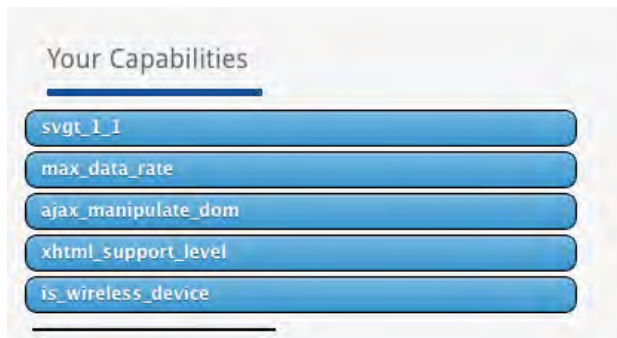 Your Capabilities
svgt_1_1
max_data_rate
ajax_manipulate_dom
xhtml_support_level
is_wireless_device